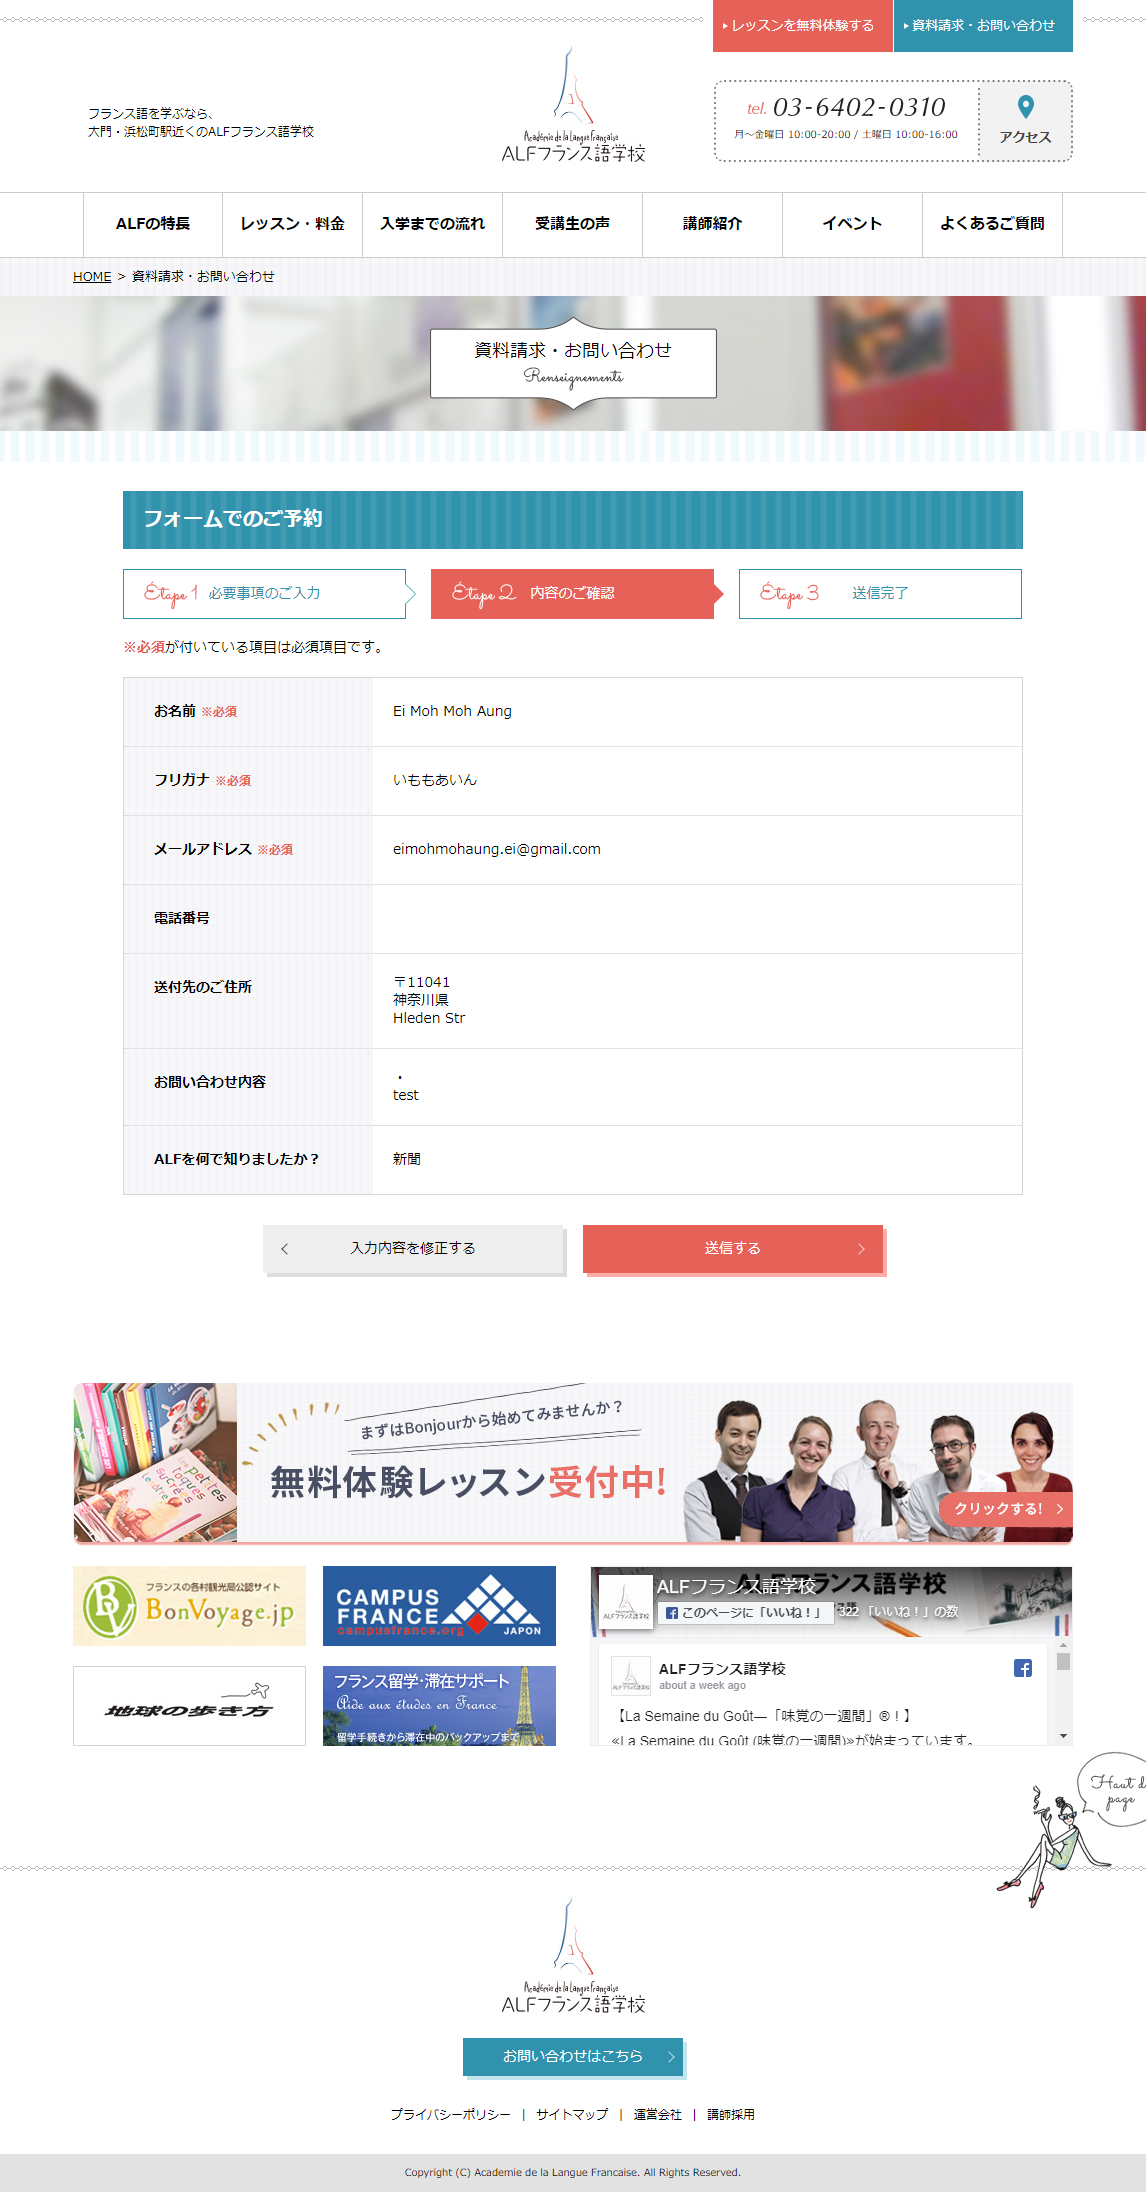 レッスンを無料体験する
資料請求・お問い合わせ
フランス語を学ぶなら、
大門・浜松町駅近くのALFフランス語学校
Académie de la Langue Française
ALFフランス語学校
tel. 03-6402-0310
月〜金曜日 10:00-20:00 / 土曜日 10:00-16:00
アクセス
ALFの特長
レッスン・料金
入学までの流れ
受講生の声
講師紹介
イベント
よくあるご質問
HOME > 資料請求・お問い合わせ
資料請求・お問い合わせ
Renseignements
フォームでのご予約
Étape 1 必要事項のご入力
Étape 2 内容のご確認
Étape 3 送信完了
※必須が付いている項目は必須項目です。
お名前 ※必須
Ei Moh Moh Aung
フリガナ ※必須
いももあいん
メールアドレス ※必須
eimohmohaung.ei@gmail.com
電話番号
送付先のご住所
〒11041
神奈川県
Hleden Str
お問い合わせ内容
・
test
ALFを何で知りましたか？
新聞
入力内容を修正する
送信する
まずはBonjourから始めてみませんか？
無料体験レッスン受付中!
クリックする!
フランスの各村観光局公認サイト
BonVoyage.jp
CAMPUS
FRANCE
campusfrance.org
JAPON
地球の歩き方
フランス留学・滞在サポート
Aide aux études en France
留学手続きから滞在中のバックアップまで
ALFフランス語学校
このページに「いいね！」
322 「いいね！」の数
ALFフランス語学校
about a week ago
【La Semaine du Goût―「味覚の一週間」®！】
«La Semaine du Goût (味覚の一週間)»が始まっています。
Haut d
page
Académie de la Langue Française
ALFフランス語学校
お問い合わせはこちら
プライバシーポリシー | サイトマップ | 運営会社 | 講師採用
Copyright (C) Academie de la Langue Francaise. All Rights Reserved.